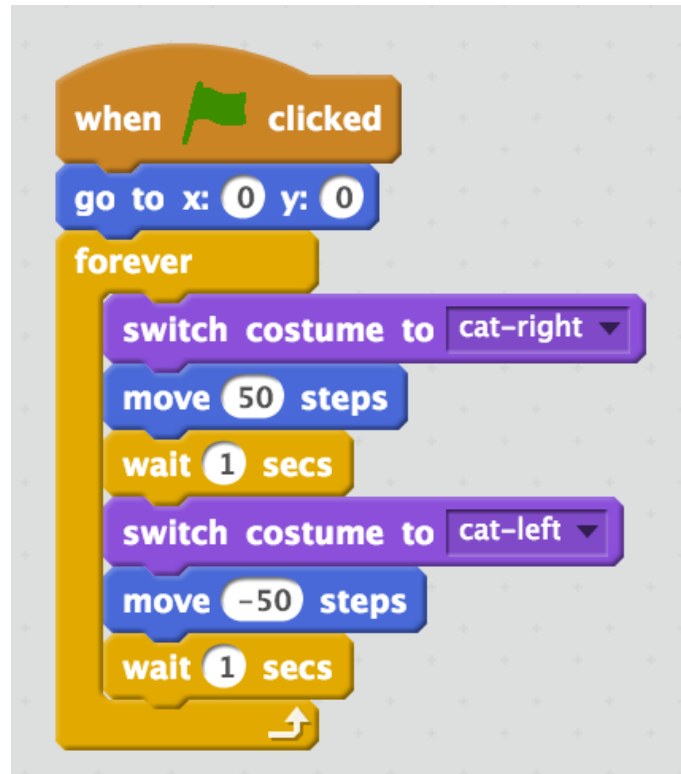 when clicked
go to x: 0 y: 0
forever
switch costume to cat-right
move 50 steps
wait 1 secs
switch costume to cat-left
move -50 steps
wait 1 secs